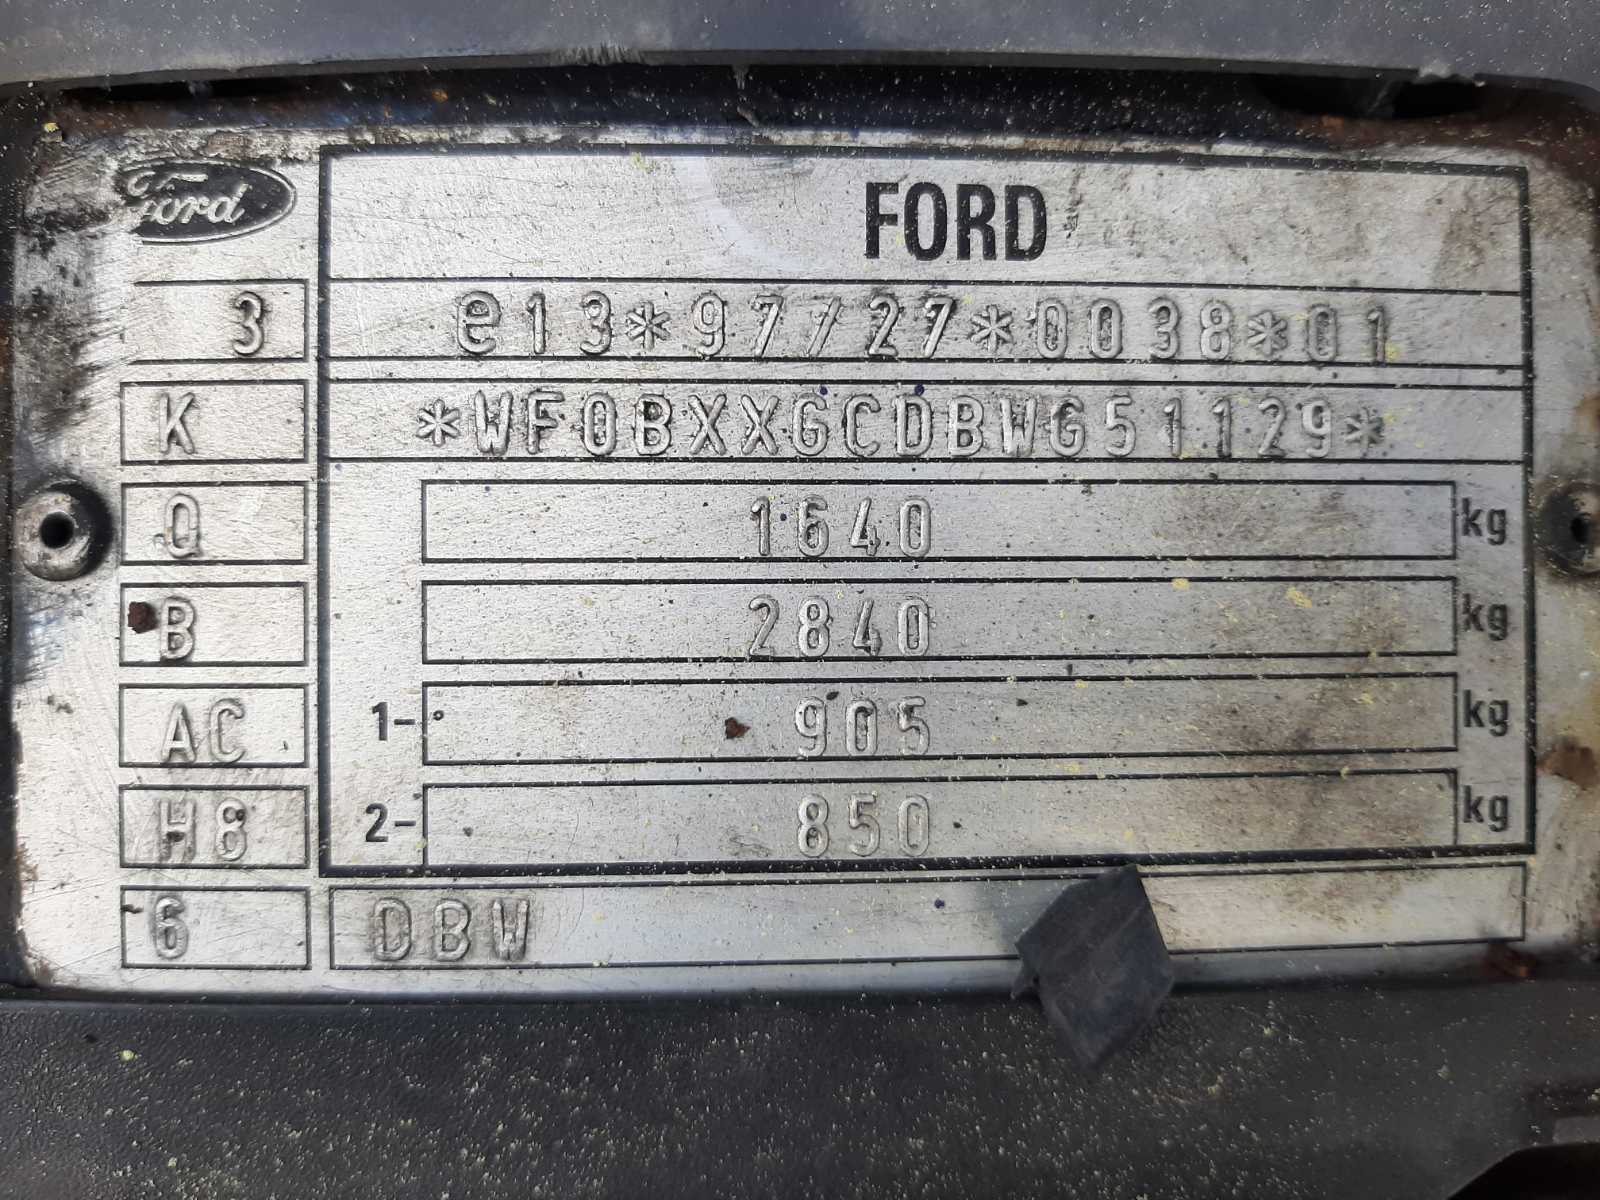 Ford
FORD
3 e13*97/27*0038*01
K *WF0BXXGCDBWG51129*
Q 1640 kg
B 2840 kg
AC 1- 905 kg
H8 2- 850 kg
6 DBW